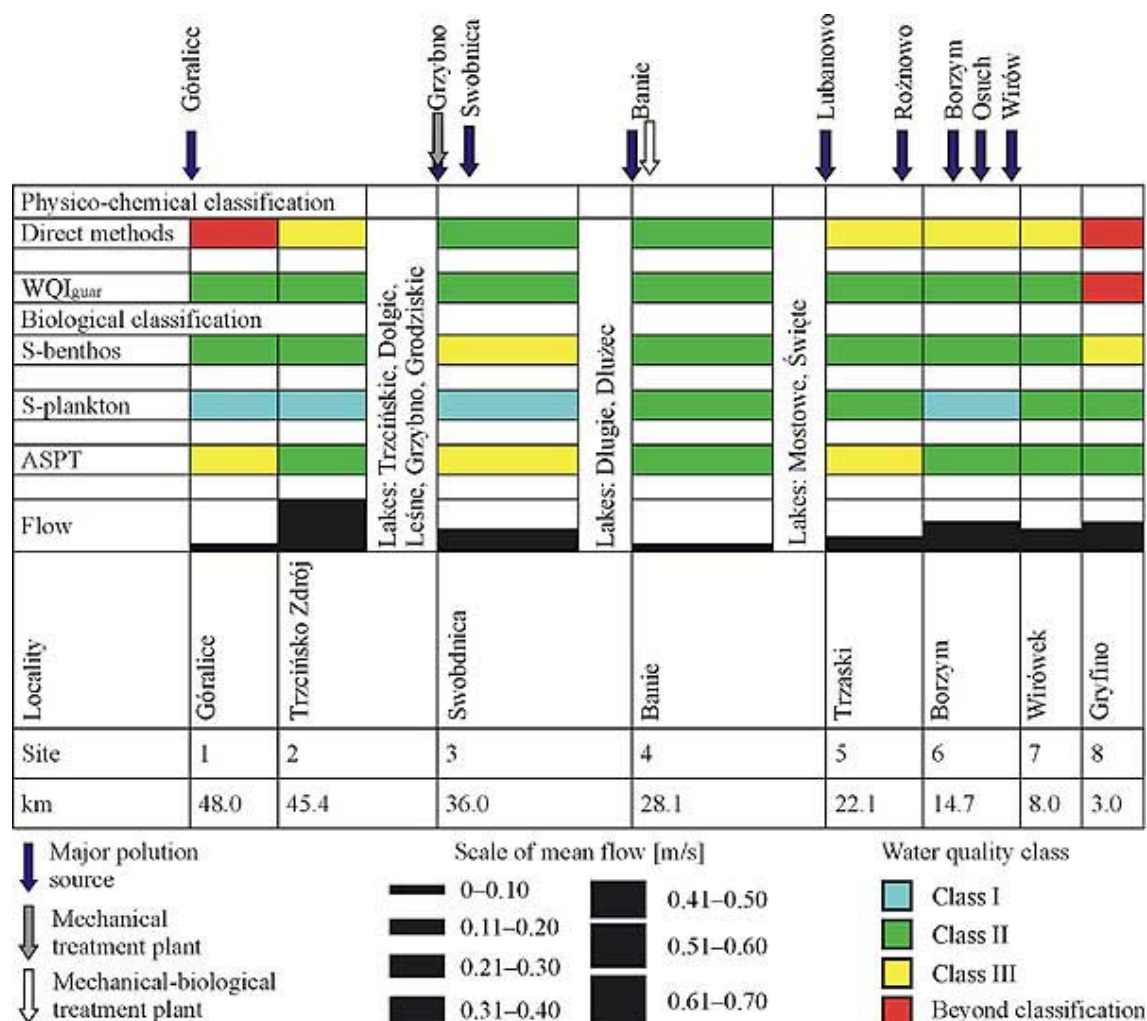 Góralice
Grzybno
Swobnica
Banie
Lubanowo
Rożnowo
Borzym
Osuch
Wirów
Physico-chemical classification
Direct methods
WQIguar
Biological classification
S-benthos
S-plankton
ASPT
Flow
Lakes: Trzcińskie, Dolgie,
Leśne, Grzybno, Grodziskie
Lakes: Długie, Dłużec
Lakes: Mostowe, Święte
Locality
Góralice
Trzcińsko Zdrój
Swobdnica
Banie
Trzaski
Borzym
Wirówek
Gryfino
Site 1 2 3 4 5 6 7 8
km 48.0 45.4 36.0 28.1 22.1 14.7 8.0 3.0
Major polution
source
Mechanical
treatment plant
Mechanical-biological
treatment plant
Scale of mean flow [m/s]
0–0.10
0.11–0.20
0.21–0.30
0.31–0.40
0.41–0.50
0.51–0.60
0.61–0.70
Water quality class
Class I
Class II
Class III
Beyond classification